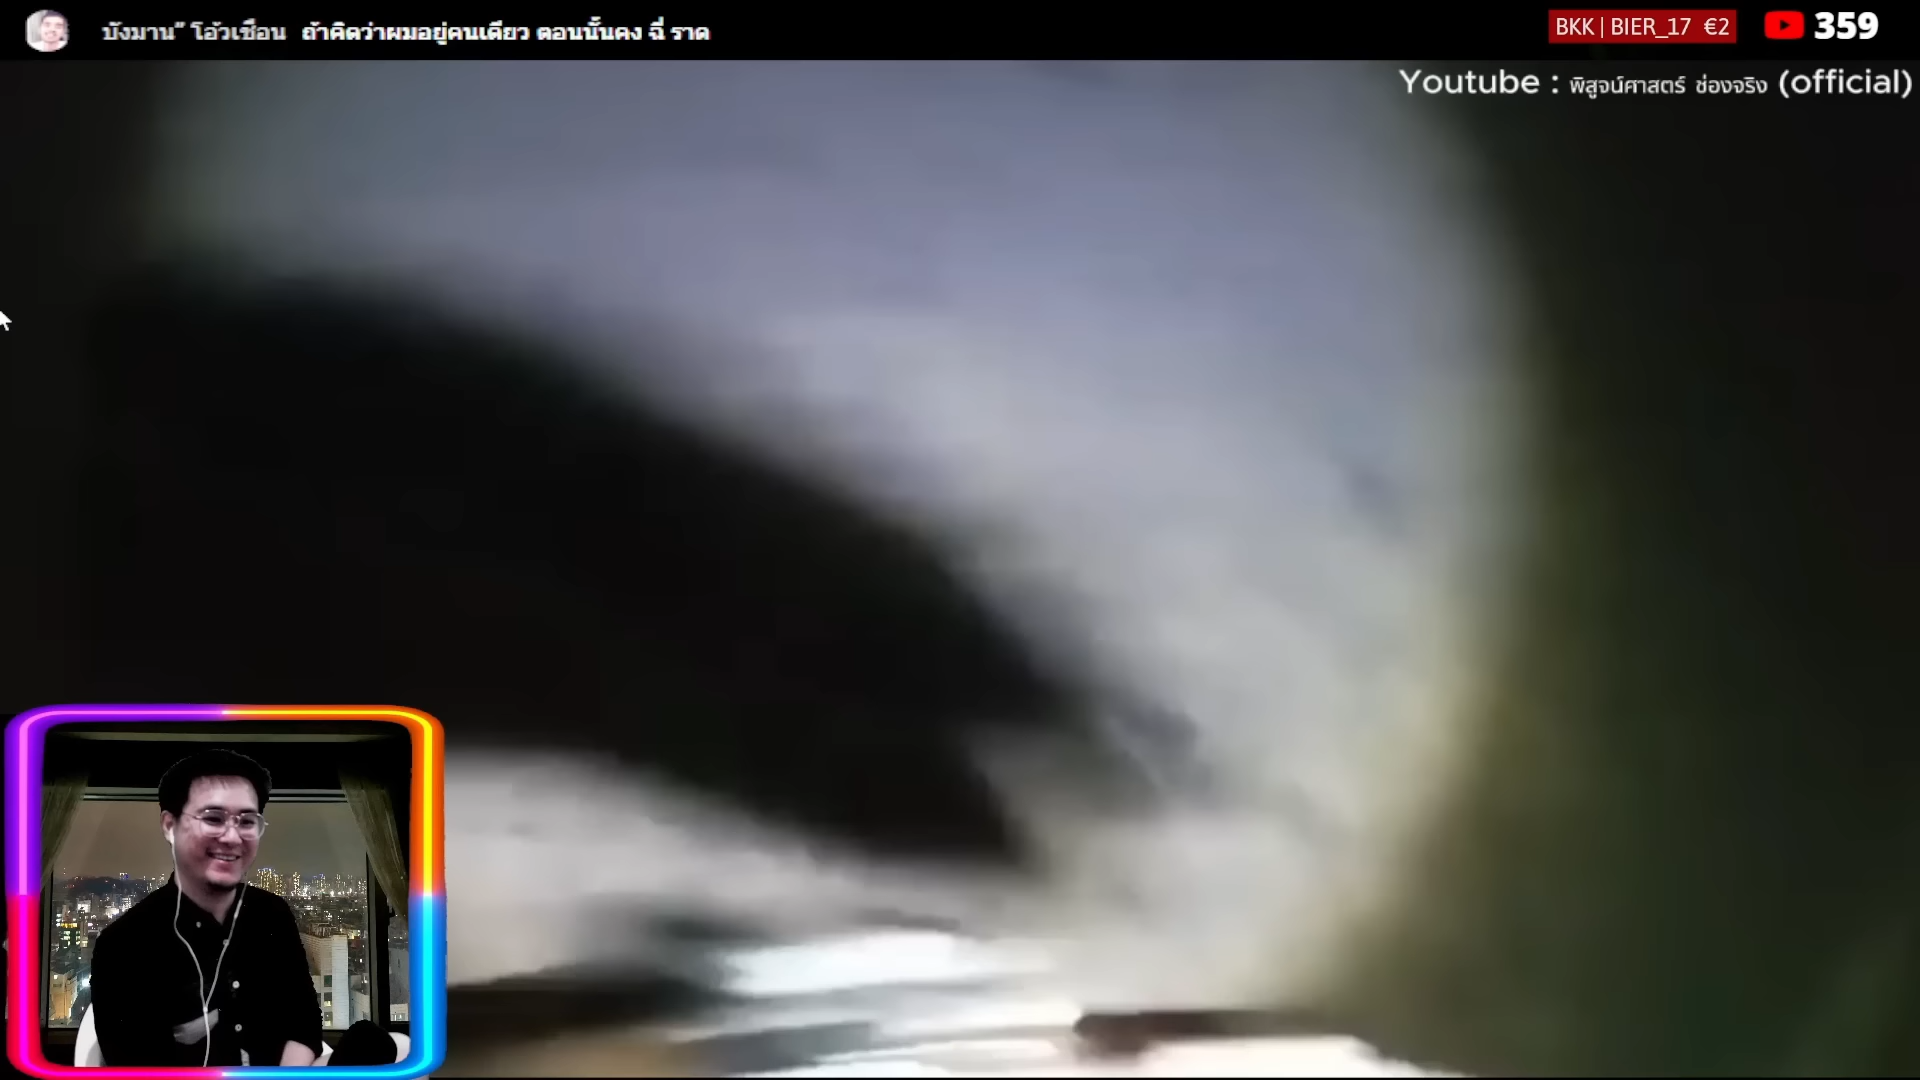 บังมาน” โอ้วเชือน ถ้าคิดว่าผมอยู่คนเดียว ตอนนั้นคง ฉี่ ราด
BKK | BIER_17 €2
359
Youtube : พิสูจน์ศาสตร์ ช่องจริง (official)